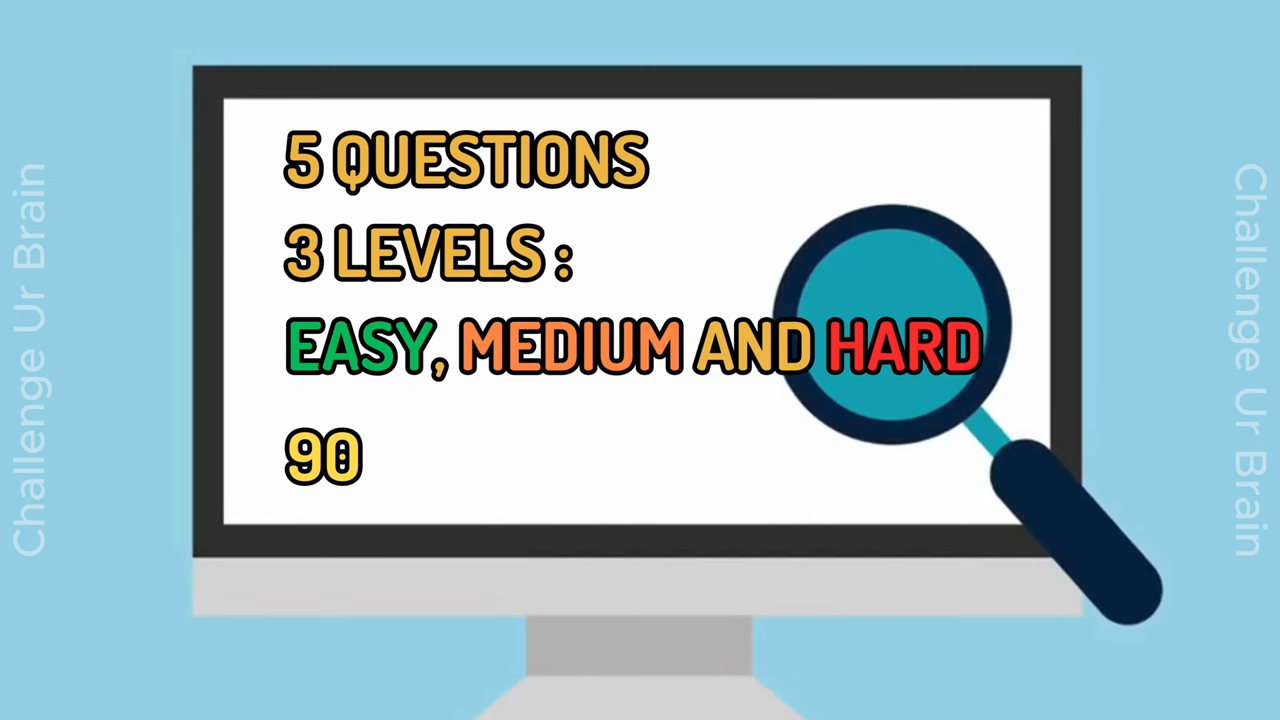 5 QUESTIONS
3 LEVELS :
EASY, MEDIUM AND HARD
90
Challenge Ur Brain
Challenge Ur Brain